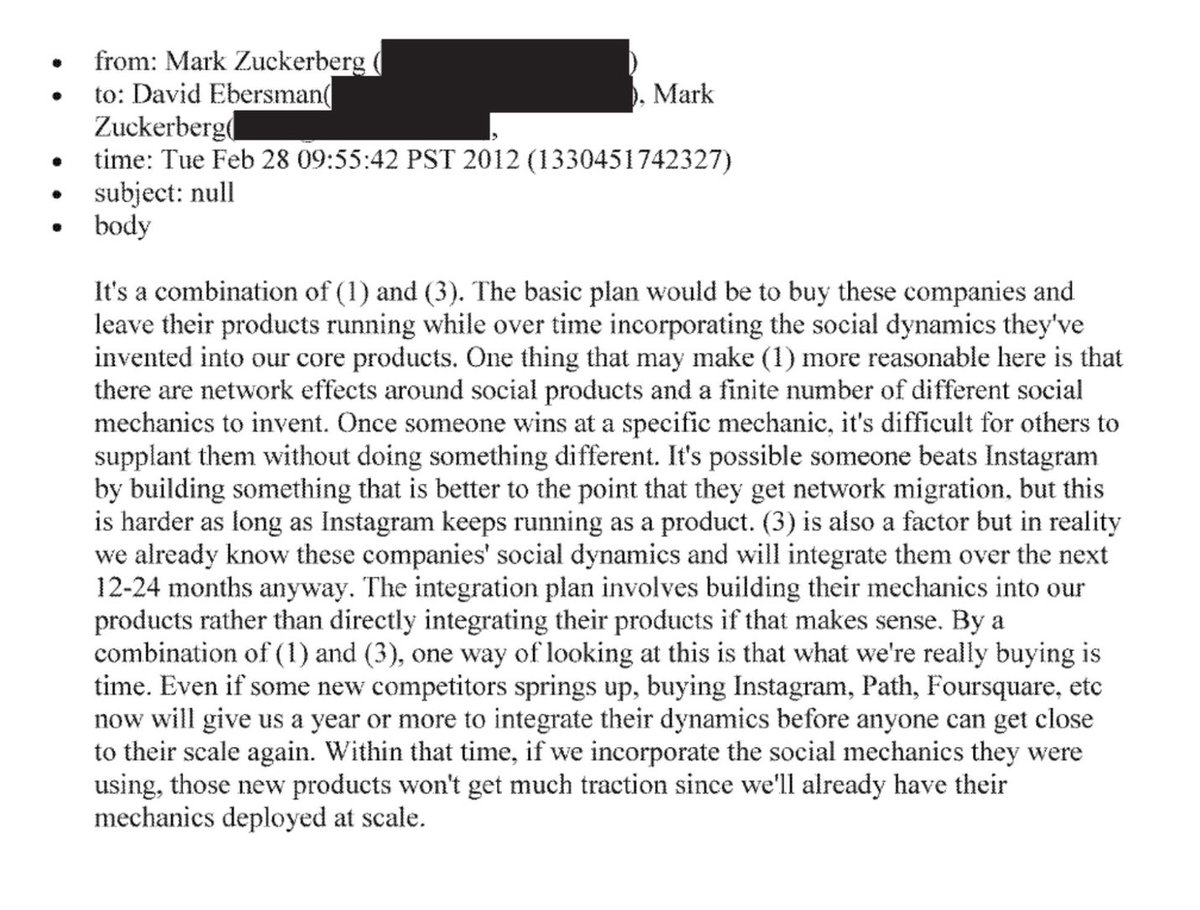 from: Mark Zuckerberg (
)
to: David Ebersman(
), Mark
Zuckerberg(
,
time: Tue Feb 28 09:55:42 PST 2012 (1330451742327)
subject: null
body
It's a combination of (1) and (3). The basic plan would be to buy these companies and
leave their products running while over time incorporating the social dynamics they've
invented into our core products. One thing that may make (1) more reasonable here is that
there are network effects around social products and a finite number of different social
mechanics to invent. Once someone wins at a specific mechanic, it's difficult for others to
supplant them without doing something different. It's possible someone beats Instagram
by building something that is better to the point that they get network migration, but this
is harder as long as Instagram keeps running as a product. (3) is also a factor but in reality
we already know these companies' social dynamics and will integrate them over the next
12-24 months anyway. The integration plan involves building their mechanics into our
products rather than directly integrating their products if that makes sense. By a
combination of (1) and (3), one way of looking at this is that what we're really buying is
time. Even if some new competitors springs up, buying Instagram, Path, Foursquare, etc
now will give us a year or more to integrate their dynamics before anyone can get close
to their scale again. Within that time, if we incorporate the social mechanics they were
using, those new products won't get much traction since we'll already have their
mechanics deployed at scale.